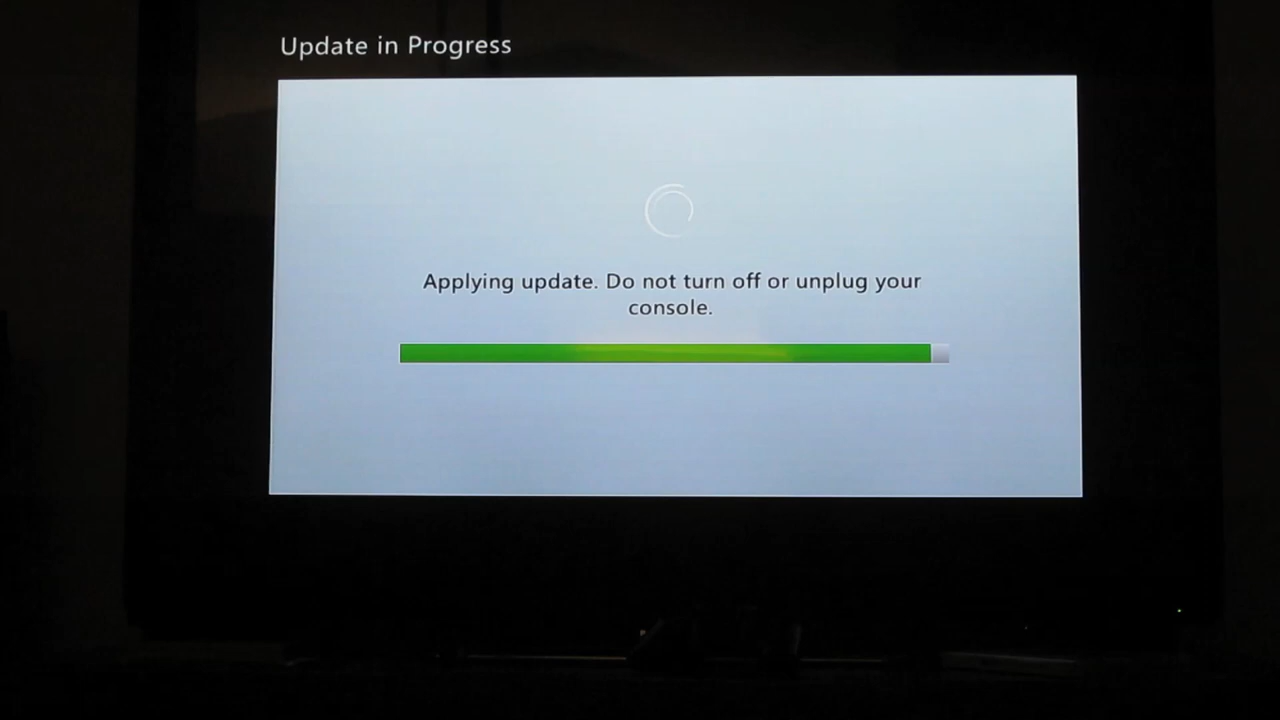 Update in Progress
Applying update. Do not turn off or unplug your
console.